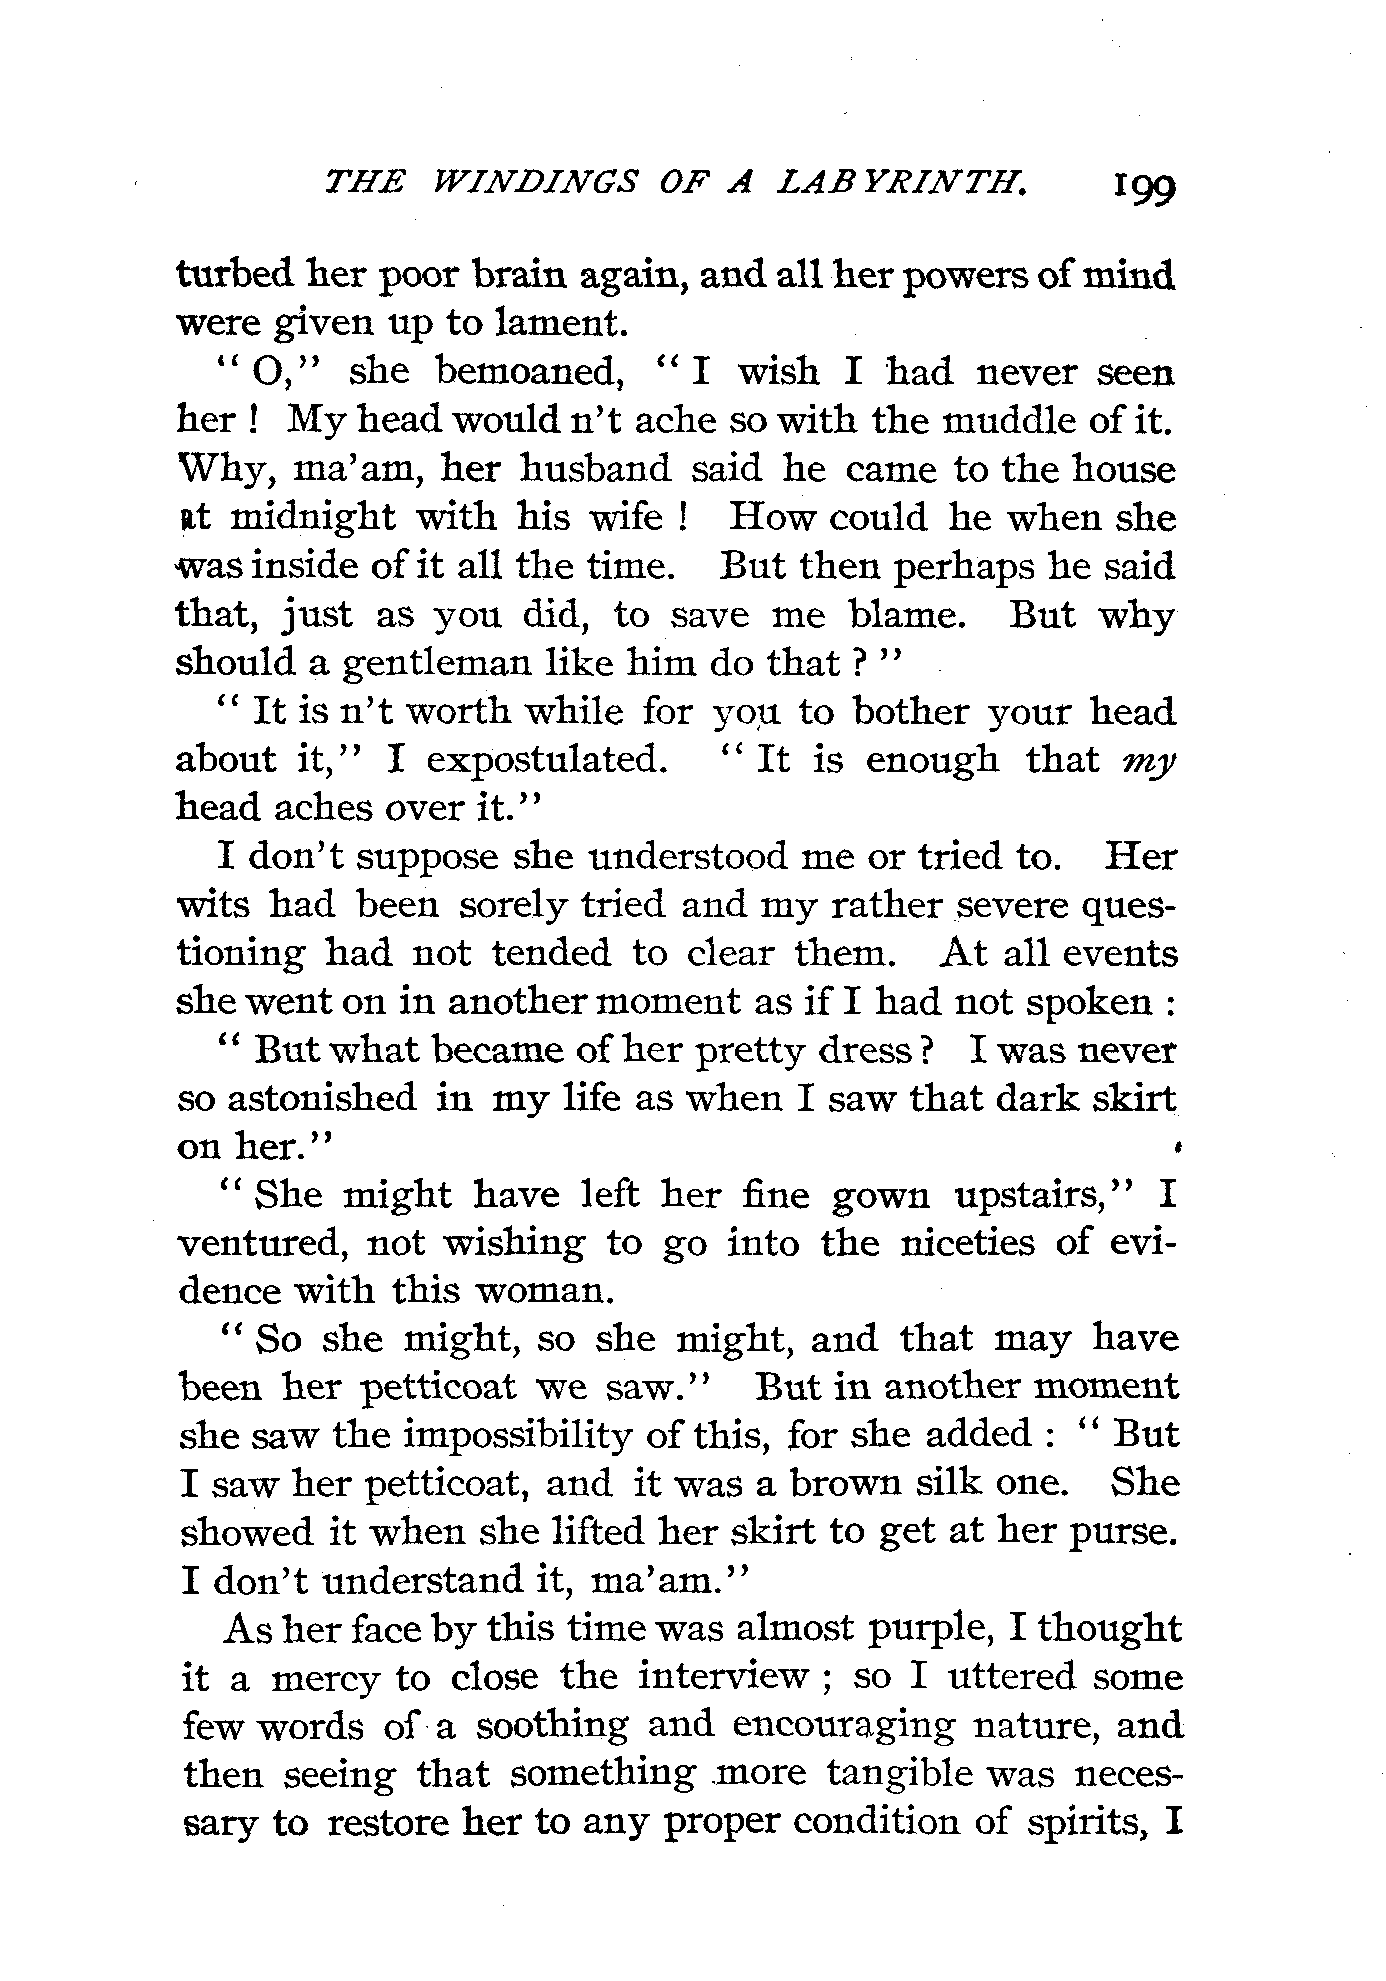 THE WINDINGS OF A LABYRINTH. 199
turbed her poor brain again, and all her powers of mind
were given up to lament.
" O," she bemoaned, " I wish I had never seen
her ! My head would n't ache so with the muddle of it.
Why, ma'am, her husband said he came to the house
at midnight with his wife ! How could he when she
was inside of it all the time. But then perhaps he said
that, just as you did, to save me blame. But why
should a gentleman like him do that ? "
" It is n't worth while for you to bother your head
about it," I expostulated. " It is enough that my
head aches over it."
I don't suppose she understood me or tried to. Her
wits had been sorely tried and my rather severe ques-
tioning had not tended to clear them. At all events
she went on in another moment as if I had not spoken :
" But what became of her pretty dress ? I was never
so astonished in my life as when I saw that dark skirt
on her."
" She might have left her fine gown upstairs," I
ventured, not wishing to go into the niceties of evi-
dence with this woman.
" So she might, so she might, and that may have
been her petticoat we saw." But in another moment
she saw the impossibility of this, for she added : " But
I saw her petticoat, and it was a brown silk one. She
showed it when she lifted her skirt to get at her purse.
I don't understand it, ma'am."
As her face by this time was almost purple, I thought
it a mercy to close the interview ; so I uttered some
few words of a soothing and encouraging nature, and
then seeing that something more tangible was neces-
sary to restore her to any proper condition of spirits, I